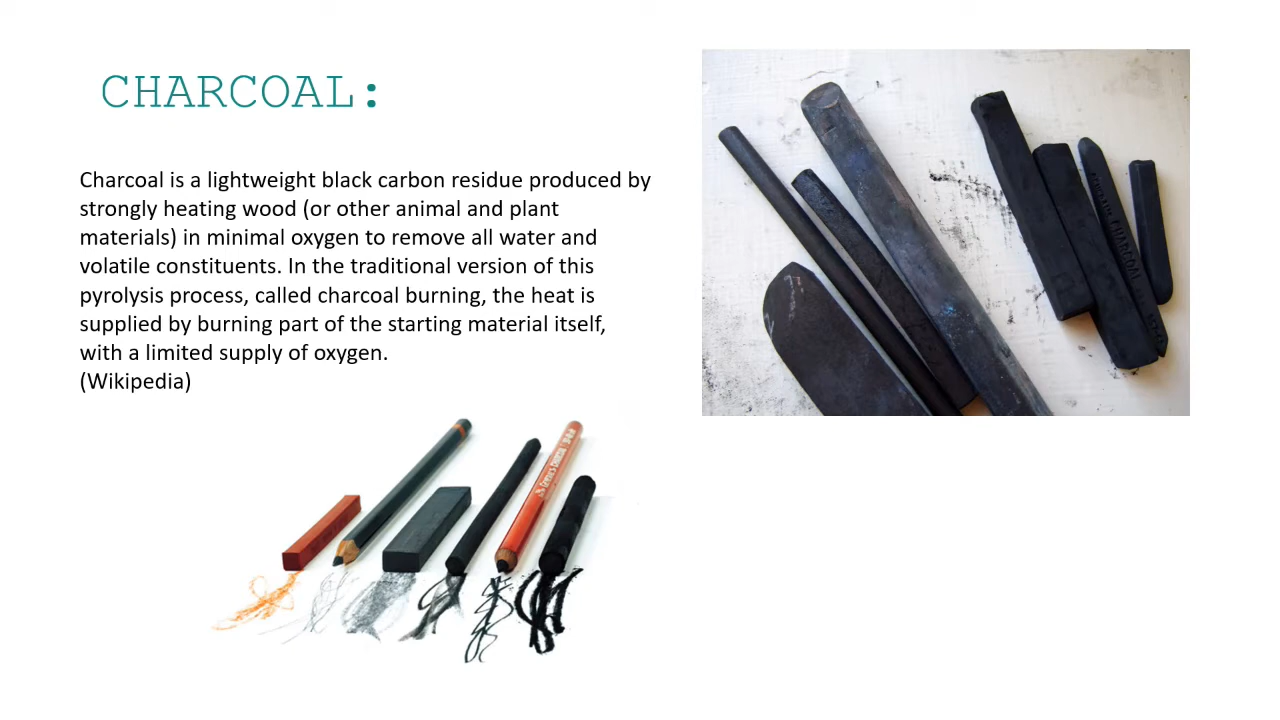 CHARCOAL:
Charcoal is a lightweight black carbon residue produced by
strongly heating wood (or other animal and plant
materials) in minimal oxygen to remove all water and
volatile constituents. In the traditional version of this
pyrolysis process, called charcoal burning, the heat is
supplied by burning part of the starting material itself,
with a limited supply of oxygen.
(Wikipedia)
CHARCOAL
CHARCOAL